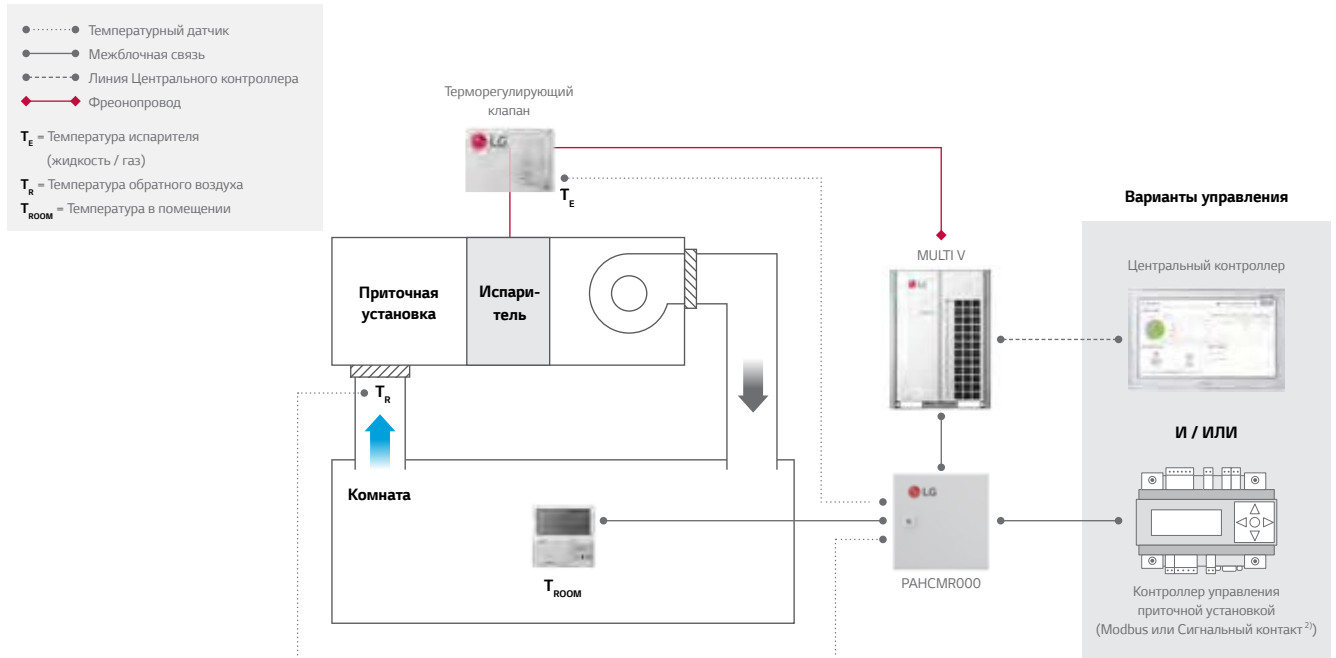 Температурный датчик
Межблочная связь
Линия Центрального контроллера
Фреонопровод
TE = Температура испарителя
(жидкость / газ)
TR = Температура обратного воздуха
TROOM = Температура в помещении
Терморегулирующий
клапан
LG
TE
Варианты управления
MULTI V
Центральный контроллер
LG
Приточная
установка
Испари-
тель
TR
И / ИЛИ
Комната
LG
TROOM
PAHCMR000
Контроллер управления
приточной установкой
(Modbus или Сигнальный контакт 2))